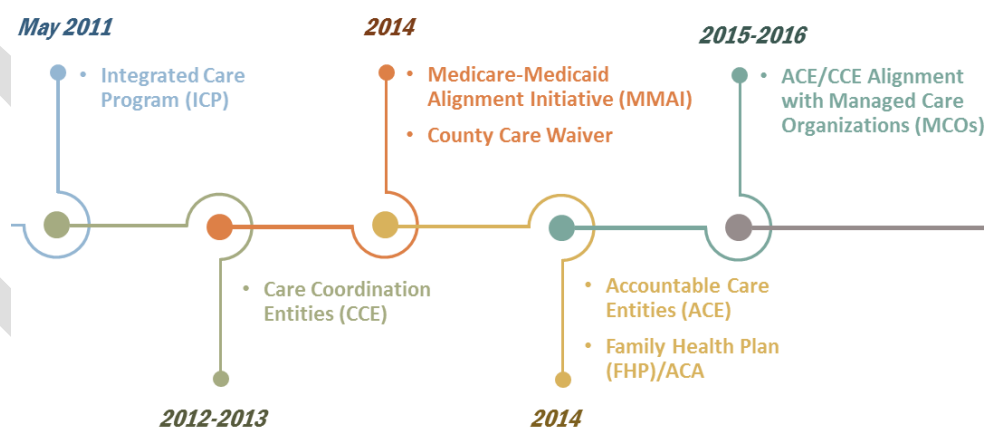 May 2011
• Integrated Care
Program (ICP)
2012-2013
• Care Coordination
Entities (CCE)
2014
• Medicare-Medicaid
Alignment Initiative (MMAI)
• County Care Waiver
2014
• Accountable Care
Entities (ACE)
• Family Health Plan
(FHP)/ACA
2015-2016
• ACE/CCE Alignment
with Managed Care
Organizations (MCOs)